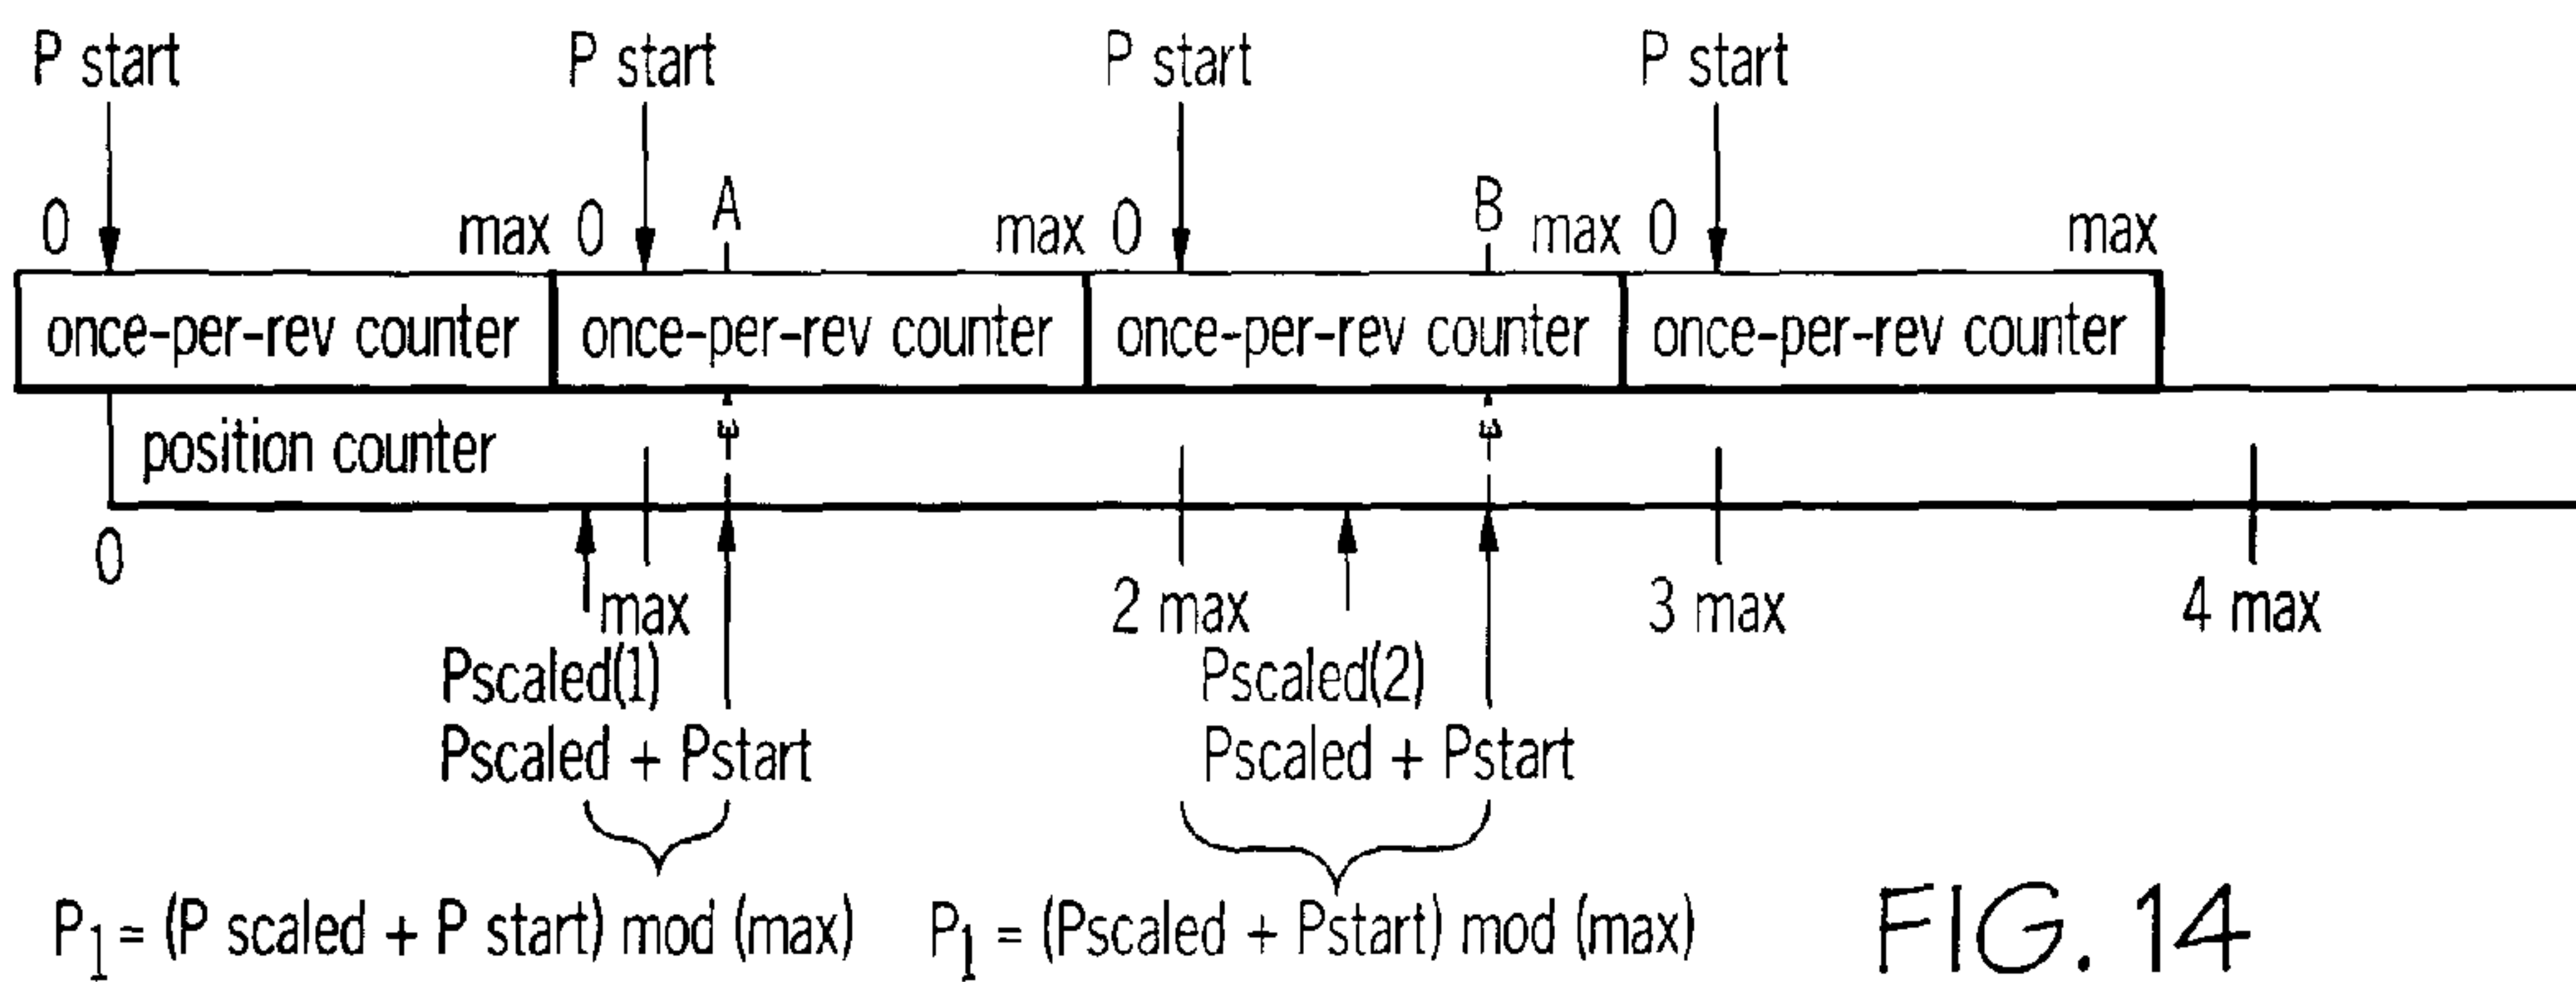 P start P start P start P start
0 max 0 A max 0 B max 0 max
once-per-rev counter once-per-rev counter once-per-rev counter once-per-rev counter
position counter ε ε
0 max 2 max 3 max 4 max
Pscaled(1) Pscaled(2)
Pscaled + Pstart Pscaled + Pstart
P1 = (P scaled + P start) mod (max) P1 = (Pscaled + Pstart) mod (max)
FIG. 14